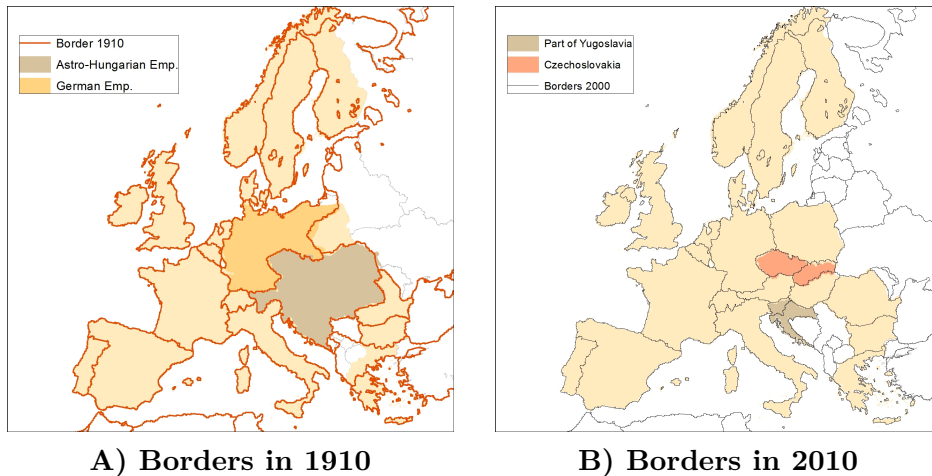 Border 1910
Astro-Hungarian Emp.
German Emp.
Part of Yugoslavia
Czechoslovakia
Borders 2000
A) Borders in 1910
B) Borders in 2010